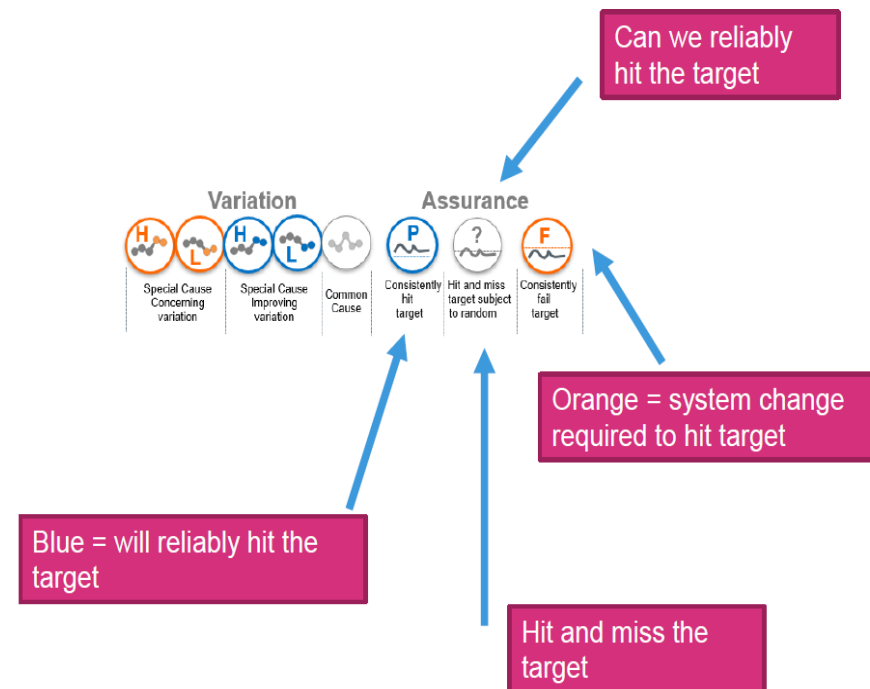 Can we reliably
hit the target
Variation
Assurance
H
L
H
L
P
?
F
Special Cause
Concerning
variation
Special Cause
Improving
variation
Common
Cause
Consistently
hit
target
Hit and miss
target subject
to random
Consistently
fail
target
Orange = system change
required to hit target
Blue = will reliably hit the
target
Hit and miss the
target